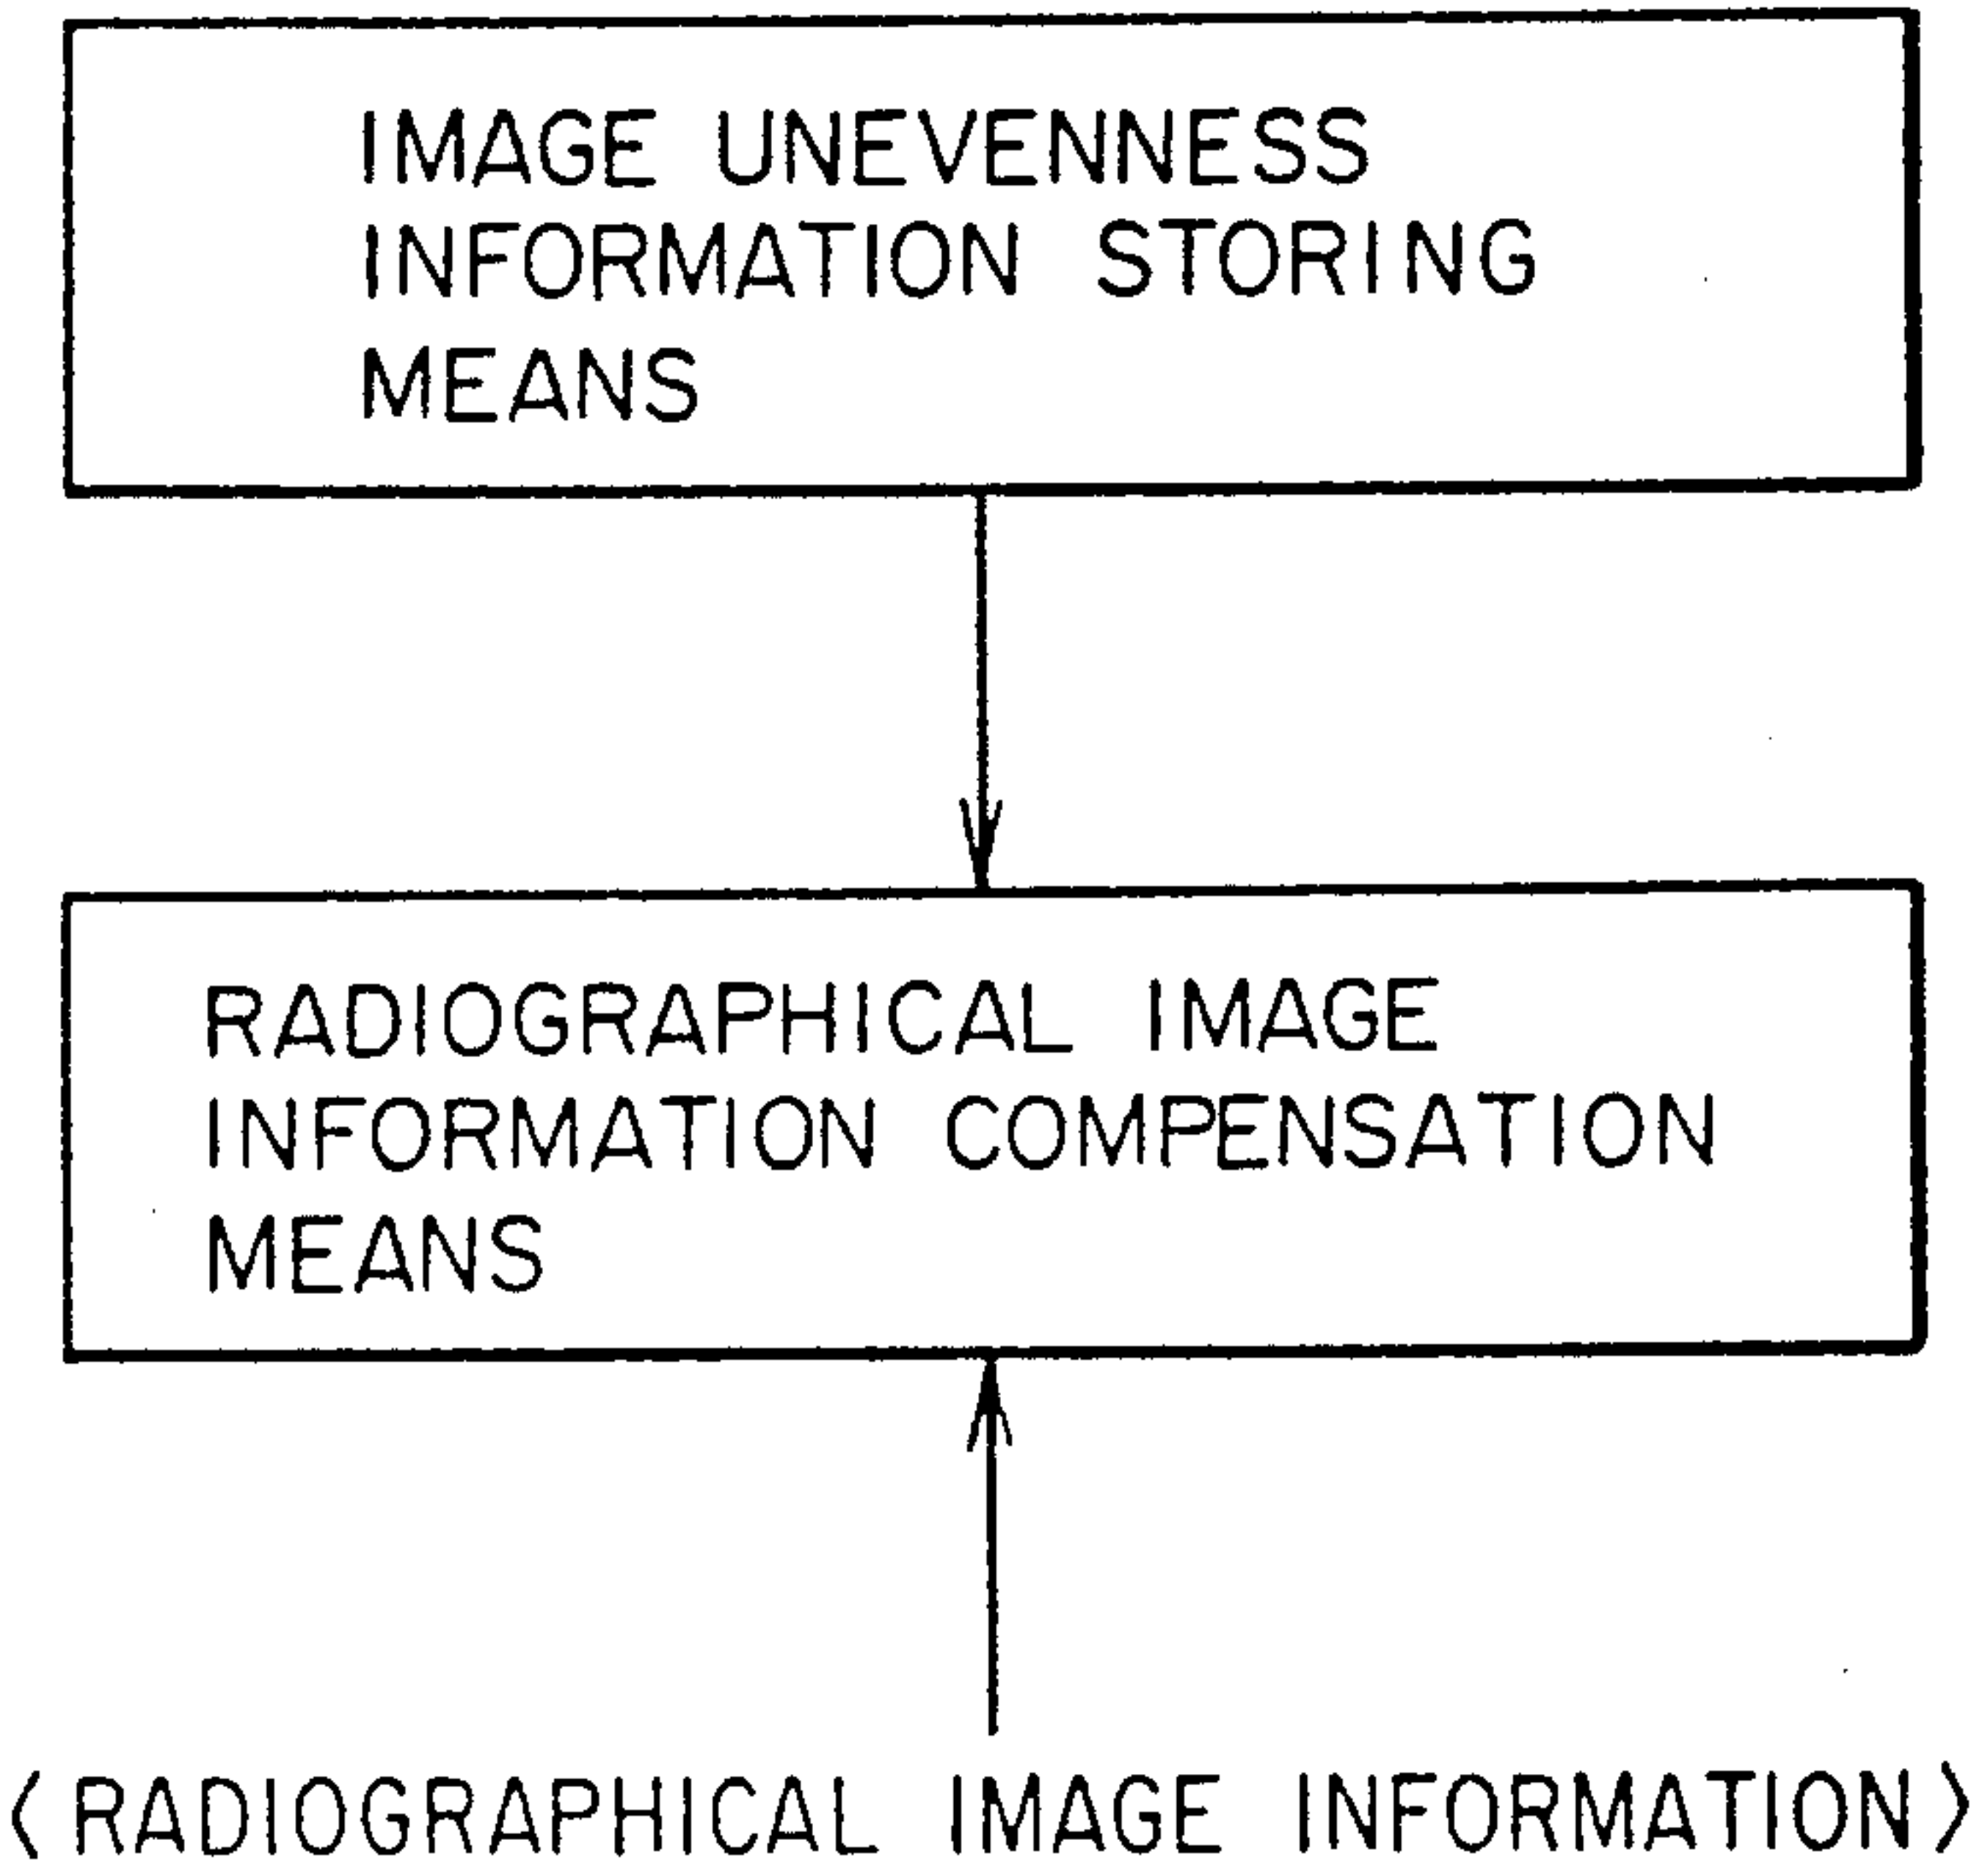 IMAGE UNEVENNESS
INFORMATION STORING
MEANS
RADIOGRAPHICAL IMAGE
INFORMATION COMPENSATION
MEANS
〈RADIOGRAPHICAL IMAGE INFORMATION〉